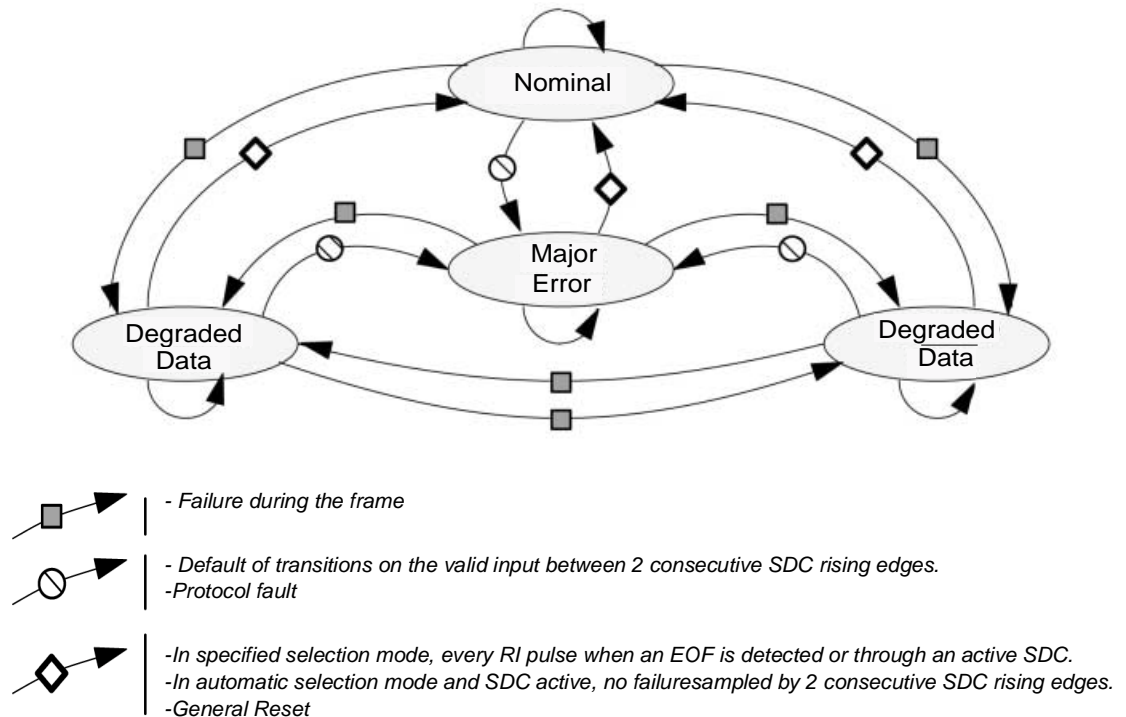 Nominal
Major
Error
Degraded
Data
Degraded
Data
- Failure during the frame
- Default of transitions on the valid input between 2 consecutive SDC rising edges.
-Protocol fault
-In specified selection mode, every RI pulse when an EOF is detected or through an active SDC.
-In automatic selection mode and SDC active, no failuresampled by 2 consecutive SDC rising edges.
-General Reset